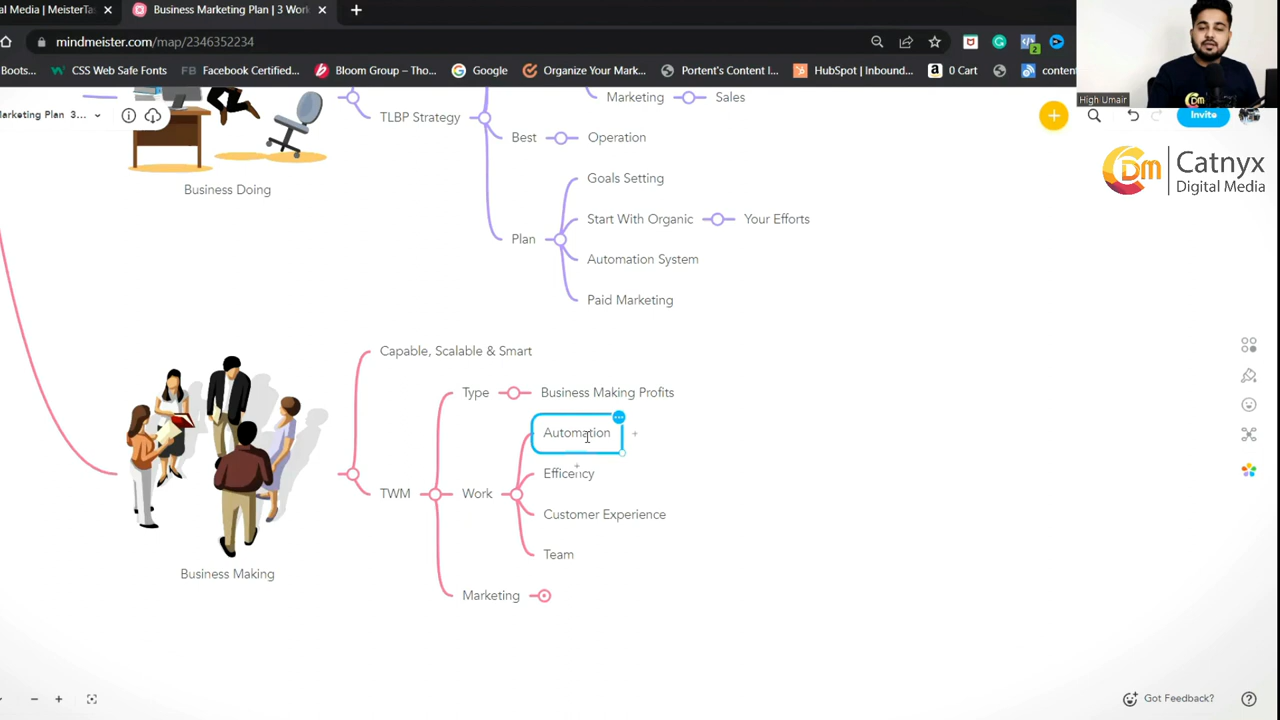 al Media | MeisterTa
Business Marketing Plan | 3 Work
mindmeister.com/map/2346352234
Boots...
CSS Web Safe Fonts
FB Facebook Certified...
Bloom Group – Tho...
Google
Organize Your Mark...
Portent's Content I...
HubSpot | Inbound...
0 Cart
conten
High Umair
Marketing Plan 3...
Invite
Catnyx
Digital Media
TLBP Strategy
Marketing
Sales
Best
Operation
Goals Setting
Start With Organic
Your Efforts
Plan
Automation System
Paid Marketing
Business Doing
Capable, Scalable & Smart
Type
Business Making Profits
Automation
Efficency
TWM
Work
Customer Experience
Team
Marketing
Business Making
Got Feedback?